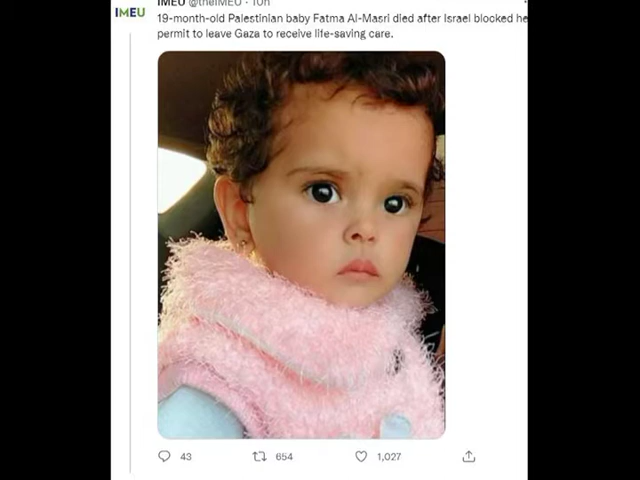 IMEU
IMEU @theIMEU · 10h
19-month-old Palestinian baby Fatma Al-Masri died after Israel blocked he
permit to leave Gaza to receive life-saving care.
43 654 1,027